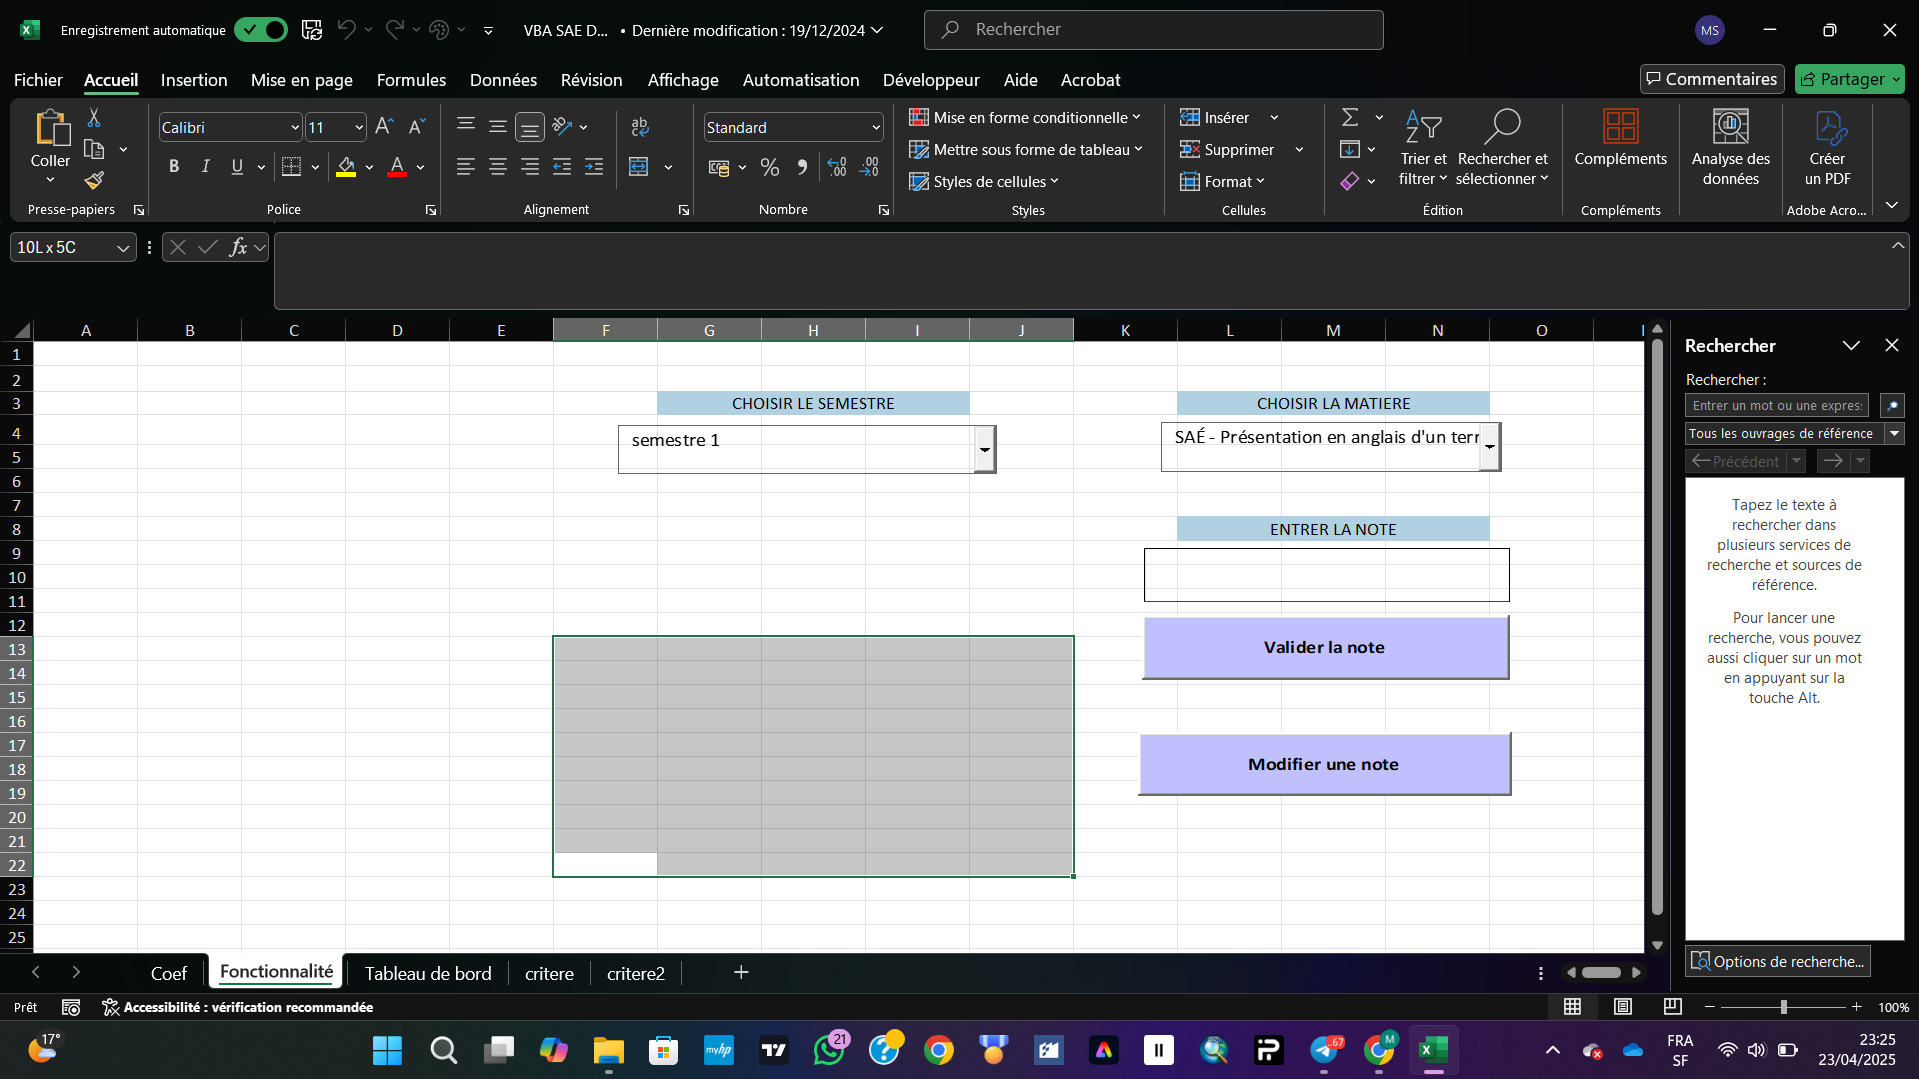 Enregistrement automatique
VBA SAE D... • Dernière modification : 19/12/2024
Rechercher
MS
Fichier Accueil Insertion Mise en page Formules Données Révision Affichage Automatisation Développeur Aide Acrobat
Commentaires
Partager
Coller
Presse-papiers
Calibri
11
Police
Alignement
Standard
Nombre
Mise en forme conditionnelle
Mettre sous forme de tableau
Styles de cellules
Styles
Insérer
Supprimer
Format
Cellules
Trier et filtrer
Rechercher et sélectionner
Édition
Compléments
Compléments
Analyse des données
Créer un PDF
Adobe Acro...
10L x 5C
fx
A B C D E F G H I J K L M N O
1
2
3
4
5
6
7
8
9
10
11
12
13
14
15
16
17
18
19
20
21
22
23
24
25
CHOISIR LE SEMESTRE
semestre 1
CHOISIR LA MATIERE
SAÉ - Présentation en anglais d'un terr
ENTRER LA NOTE
Valider la note
Modifier une note
Rechercher
Rechercher :
Entrer un mot ou une express
Tous les ouvrages de référence
Précédent
Tapez le texte à
rechercher dans
plusieurs services de
recherche et sources de
référence.
Pour lancer une
recherche, vous pouvez
aussi cliquer sur un mot
en appuyant sur la
touche Alt.
Options de recherche...
Coef Fonctionnalité Tableau de bord critere critere2
Prêt
Accessibilité : vérification recommandée
100%
17°
myhp
21
67
M
FRA
SF
23:25
23/04/2025